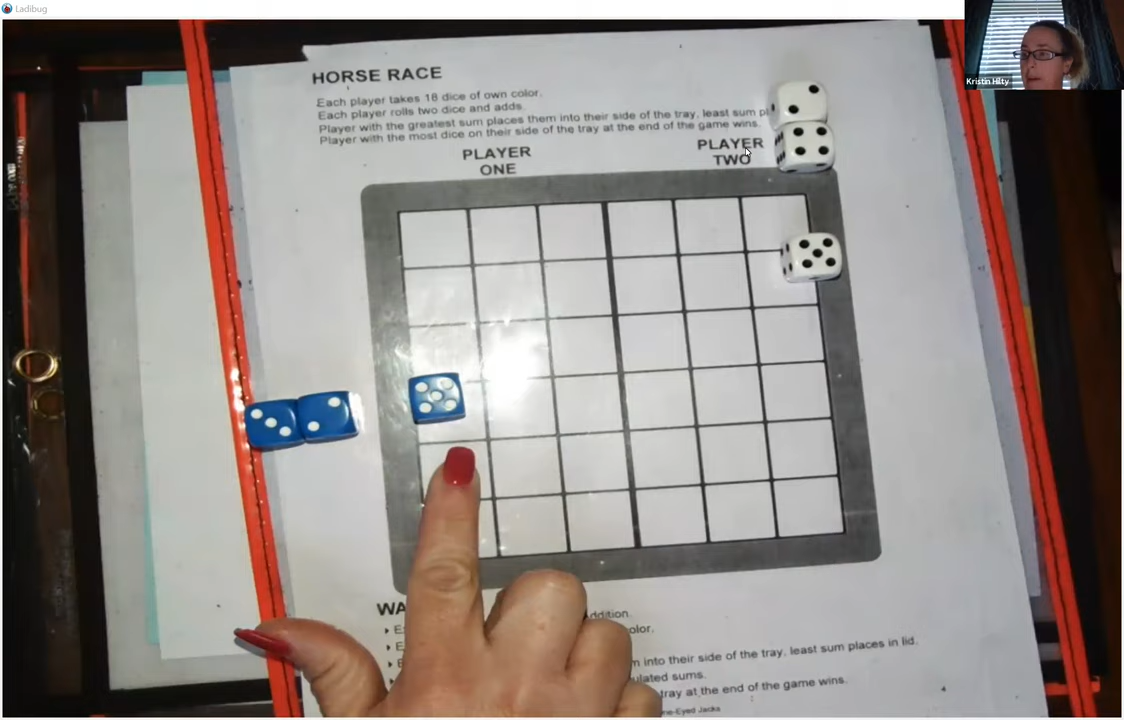 Ladibug
Kristin Hilty
HORSE RACE
Each player takes 18 dice of own color.
Each player rolls two dice and adds.
Player with the greatest sum places them into their side of the tray, least sum
Player with the most dice on their side of the tray at the end of the game wins.
PLAYER
ONE
PLAYER
TWO
addition.
color.
into their side of the tray, least sum places in lid.
sums.
tray at the end of the game wins.
Jacks